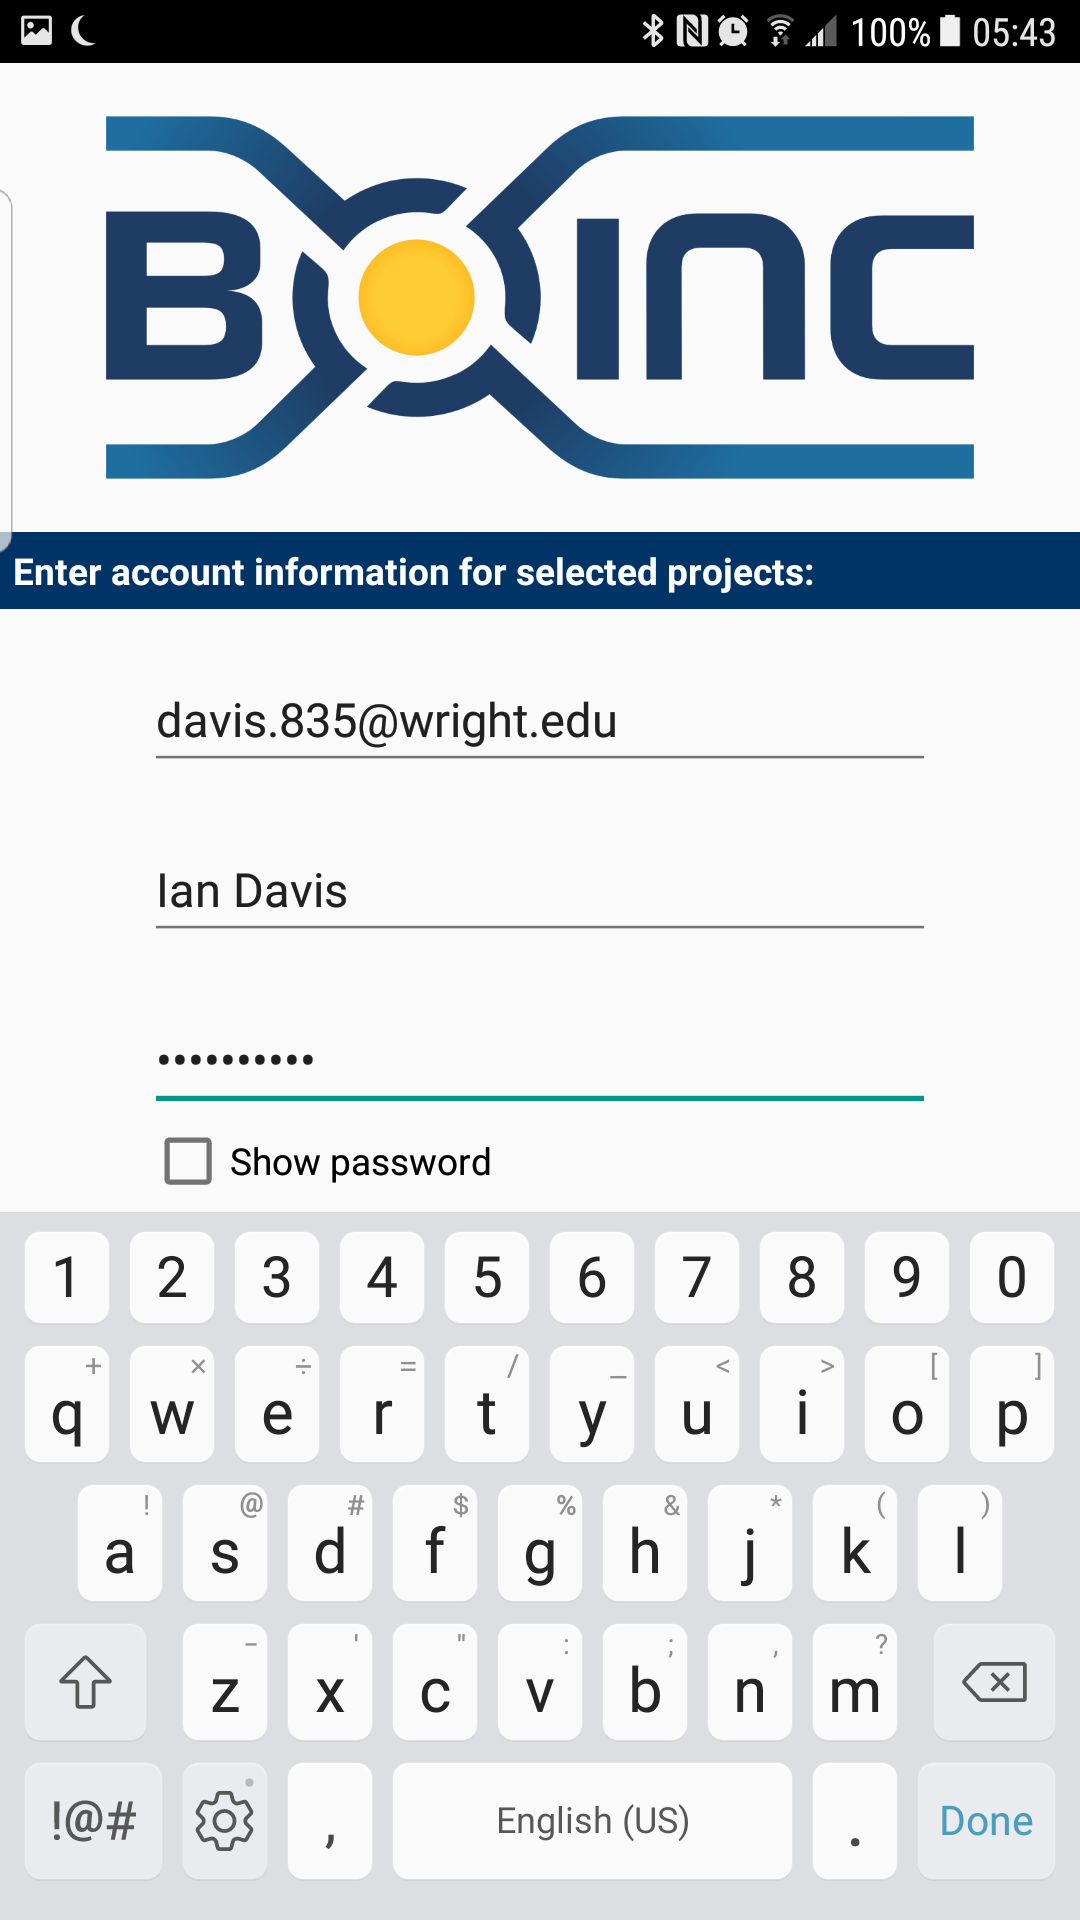 100% 05:43
BOINC
Enter account information for selected projects:
davis.835@wright.edu
Ian Davis
••••••••••
Show password
1 2 3 4 5 6 7 8 9 0
+ × ÷ = / _ < > [ ]
q w e r t y u i o p
! @ # $ % & * ( )
a s d f g h j k l
- ' " : ; , ?
z x c v b n m
!@# , English (US) . Done